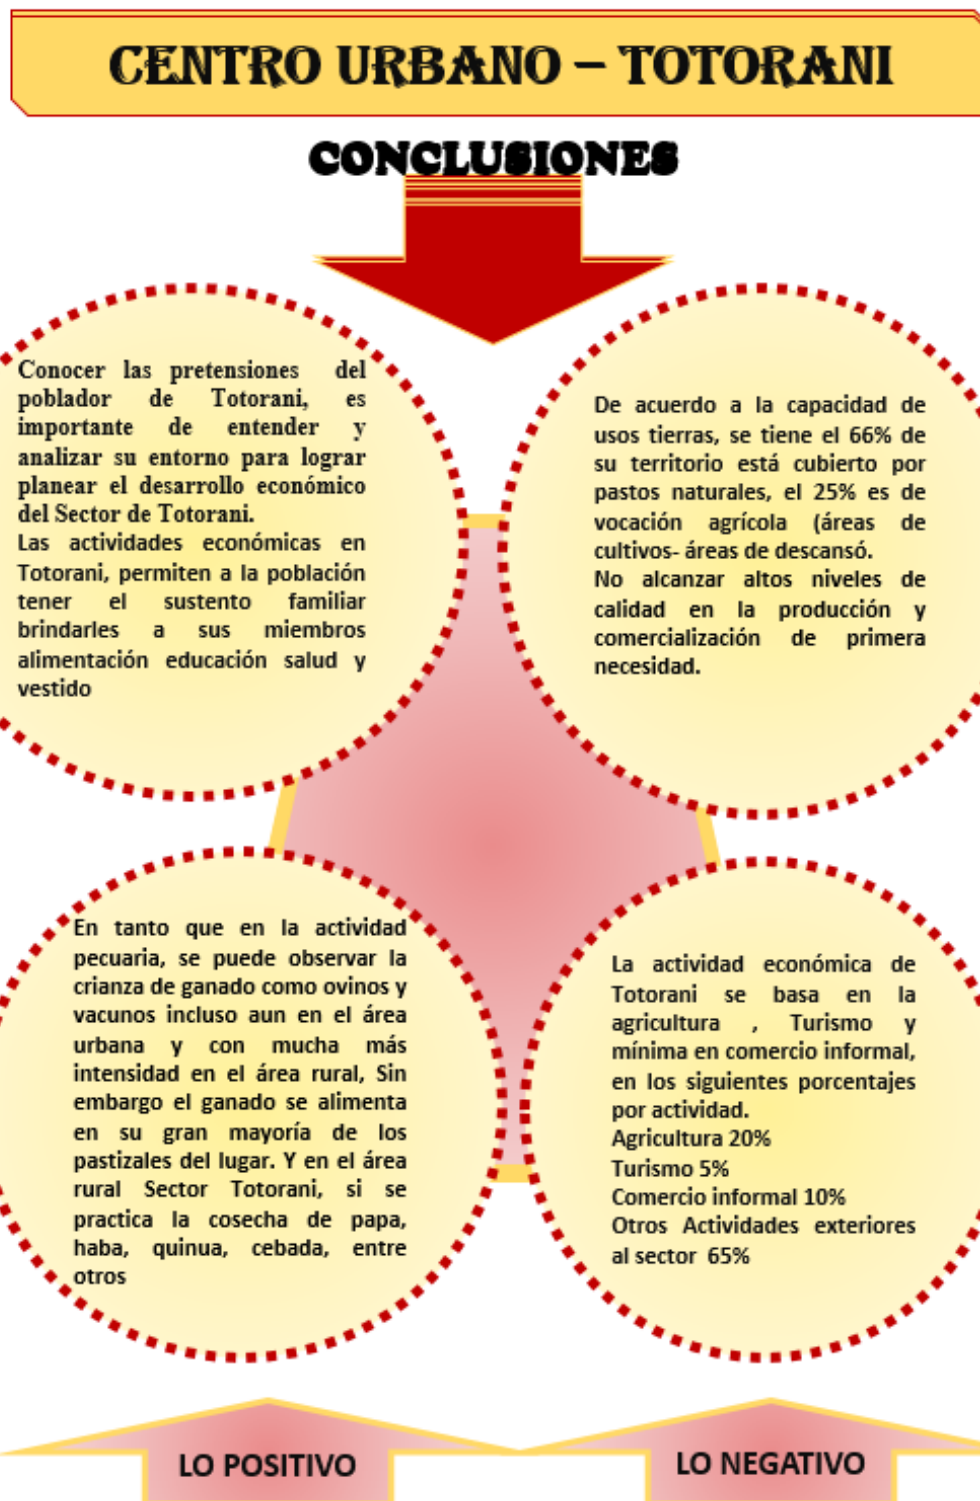 CENTRO URBANO – TOTORANI
CONCLUSIONES
Conocer las pretensiones del
poblador de Totorani, es
importante de entender y
analizar su entorno para lograr
planear el desarrollo económico
del Sector de Totorani.
Las actividades económicas en
Totorani, permiten a la población
tener el sustento familiar
brindarles a sus miembros
alimentación educación salud y
vestido
De acuerdo a la capacidad de
usos tierras, se tiene el 66% de
su territorio está cubierto por
pastos naturales, el 25% es de
vocación agrícola (áreas de
cultivos- áreas de descansó.
No alcanzar altos niveles de
calidad en la producción y
comercialización de primera
necesidad.
En tanto que en la actividad
pecuaria, se puede observar la
crianza de ganado como ovinos y
vacunos incluso aun en el área
urbana y con mucha más
intensidad en el área rural, Sin
embargo el ganado se alimenta
en su gran mayoría de los
pastizales del lugar. Y en el área
rural Sector Totorani, si se
practica la cosecha de papa,
haba, quinua, cebada, entre
otros
La actividad económica de
Totorani se basa en la
agricultura , Turismo y
mínima en comercio informal,
en los siguientes porcentajes
por actividad.
Agricultura 20%
Turismo 5%
Comercio informal 10%
Otros Actividades exteriores
al sector 65%
LO POSITIVO
LO NEGATIVO